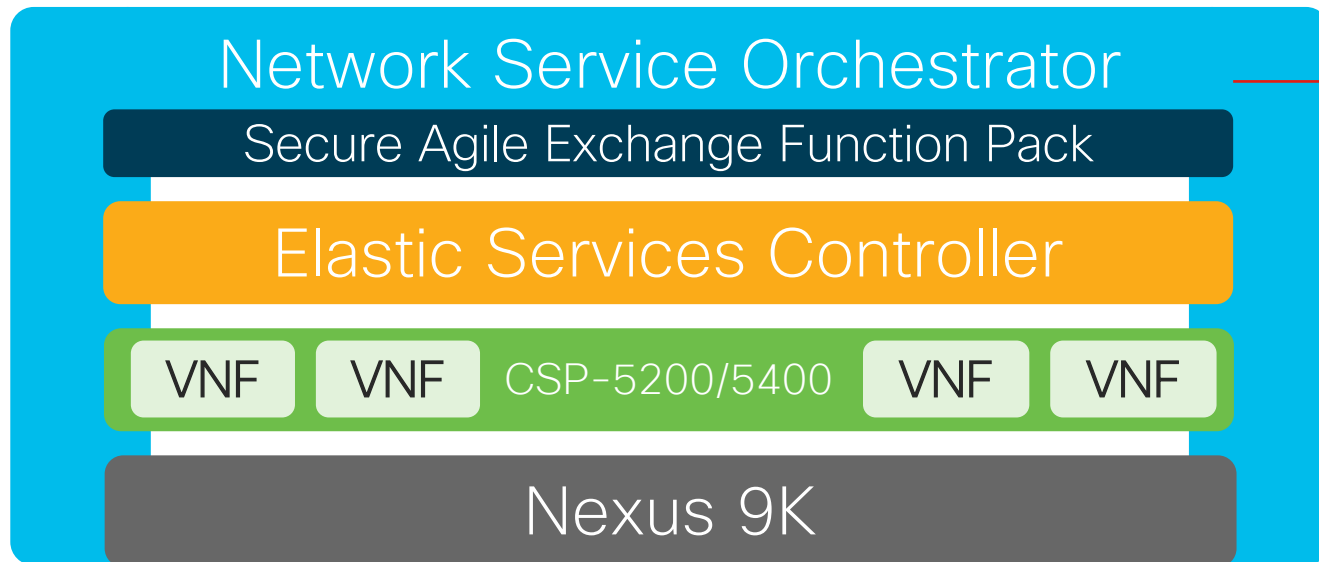 Network Service Orchestrator
Secure Agile Exchange Function Pack
Elastic Services Controller
VNF VNF CSP-5200/5400 VNF VNF
Nexus 9K